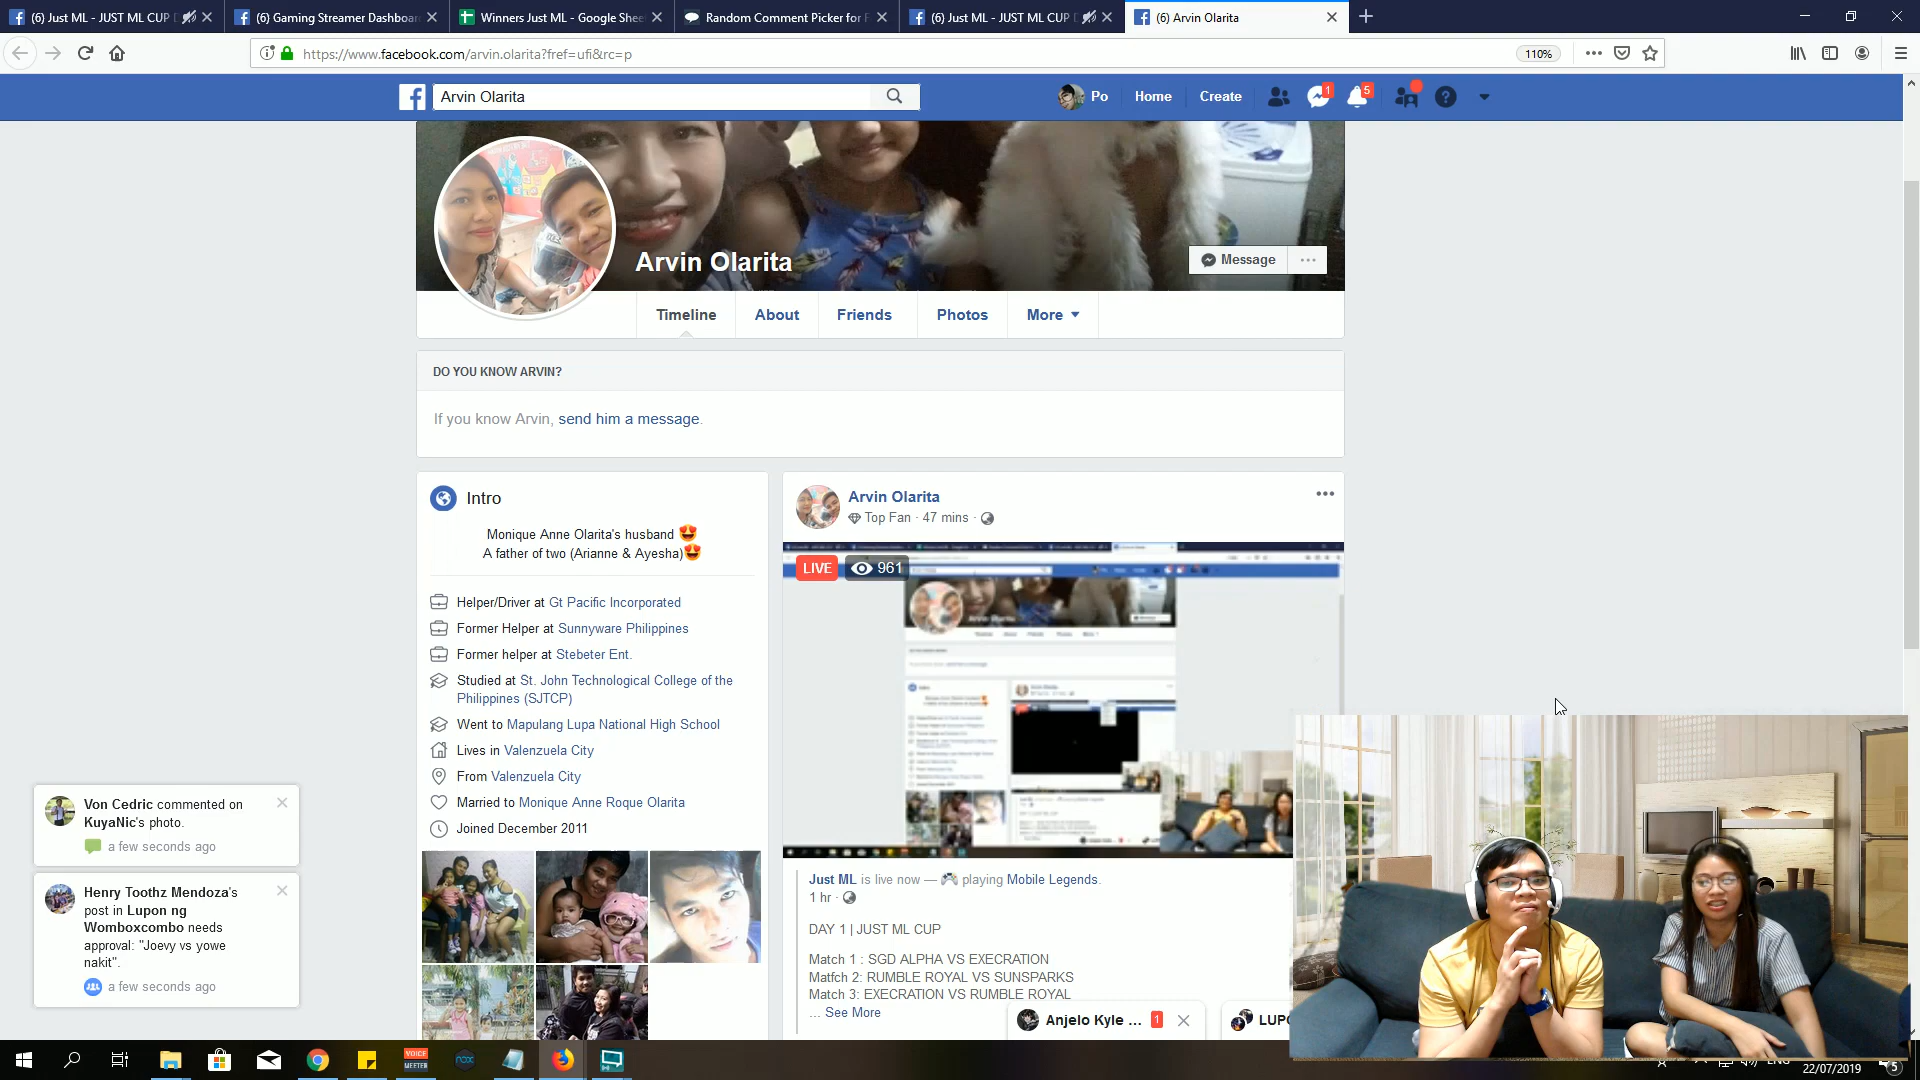 (6) Just ML - JUST ML CUP
(6) Gaming Streamer Dashboar
Winners Just ML - Google Shee
Random Comment Picker for F
(6) Just ML - JUST ML CUP
(6) Arvin Olarita
https://www.facebook.com/arvin.olarita?fref=ufi&rc=p
110%
Arvin Olarita
Po
Home
Create
1
5
Arvin Olarita
Message
Timeline
About
Friends
Photos
More
DO YOU KNOW ARVIN?
If you know Arvin, send him a message.
Intro
Monique Anne Olarita's husband 😍
A father of two (Arianne & Ayesha)😍
Helper/Driver at Gt Pacific Incorporated
Former Helper at Sunnyware Philippines
Former helper at Stebeter Ent.
Studied at St. John Technological College of the
Philippines (SJTCP)
Went to Mapulang Lupa National High School
Lives in Valenzuela City
From Valenzuela City
Married to Monique Anne Roque Olarita
Joined December 2011
Arvin Olarita
Top Fan · 47 mins ·
LIVE
961
Just ML is live now — 🎮 playing Mobile Legends.
1 hr ·
DAY 1 | JUST ML CUP
Match 1 : SGD ALPHA VS EXECRATION
Matfch 2: RUMBLE ROYAL VS SUNSPARKS
Match 3: EXECRATION VS RUMBLE ROYAL
... See More
Von Cedric commented on
KuyaNic's photo.
a few seconds ago
Henry Toothz Mendoza's
post in Lupon ng
Womboxcombo needs
approval: "Joevy vs yowe
nakit".
a few seconds ago
Anjelo Kyle ...
1
VOICE
MEETER
22/07/2019
5